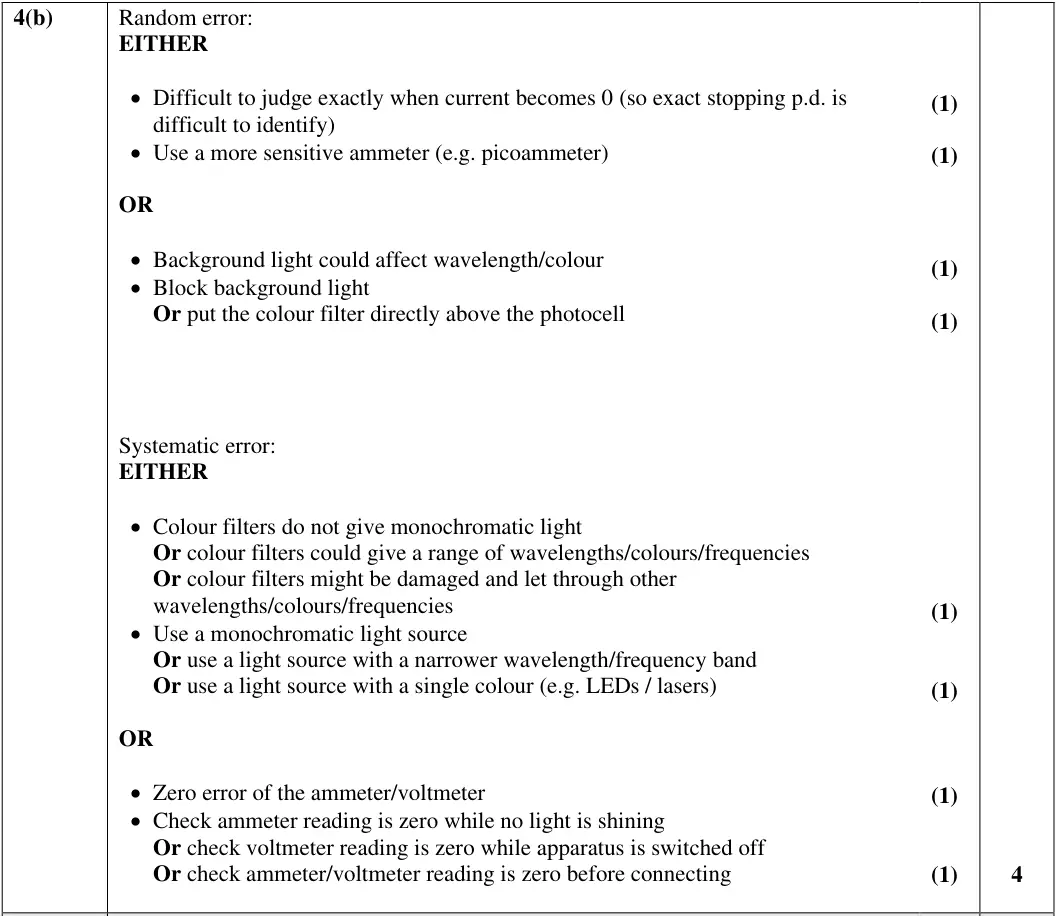 4(b) Random error:
EITHER
• Difficult to judge exactly when current becomes 0 (so exact stopping p.d. is (1)
difficult to identify)
• Use a more sensitive ammeter (e.g. picoammeter) (1)
OR
• Background light could affect wavelength/colour (1)
• Block background light
Or put the colour filter directly above the photocell (1)
Systematic error:
EITHER
• Colour filters do not give monochromatic light
Or colour filters could give a range of wavelengths/colours/frequencies
Or colour filters might be damaged and let through other
wavelengths/colours/frequencies (1)
• Use a monochromatic light source
Or use a light source with a narrower wavelength/frequency band
Or use a light source with a single colour (e.g. LEDs / lasers) (1)
OR
• Zero error of the ammeter/voltmeter (1)
• Check ammeter reading is zero while no light is shining
Or check voltmeter reading is zero while apparatus is switched off
Or check ammeter/voltmeter reading is zero before connecting (1) 4